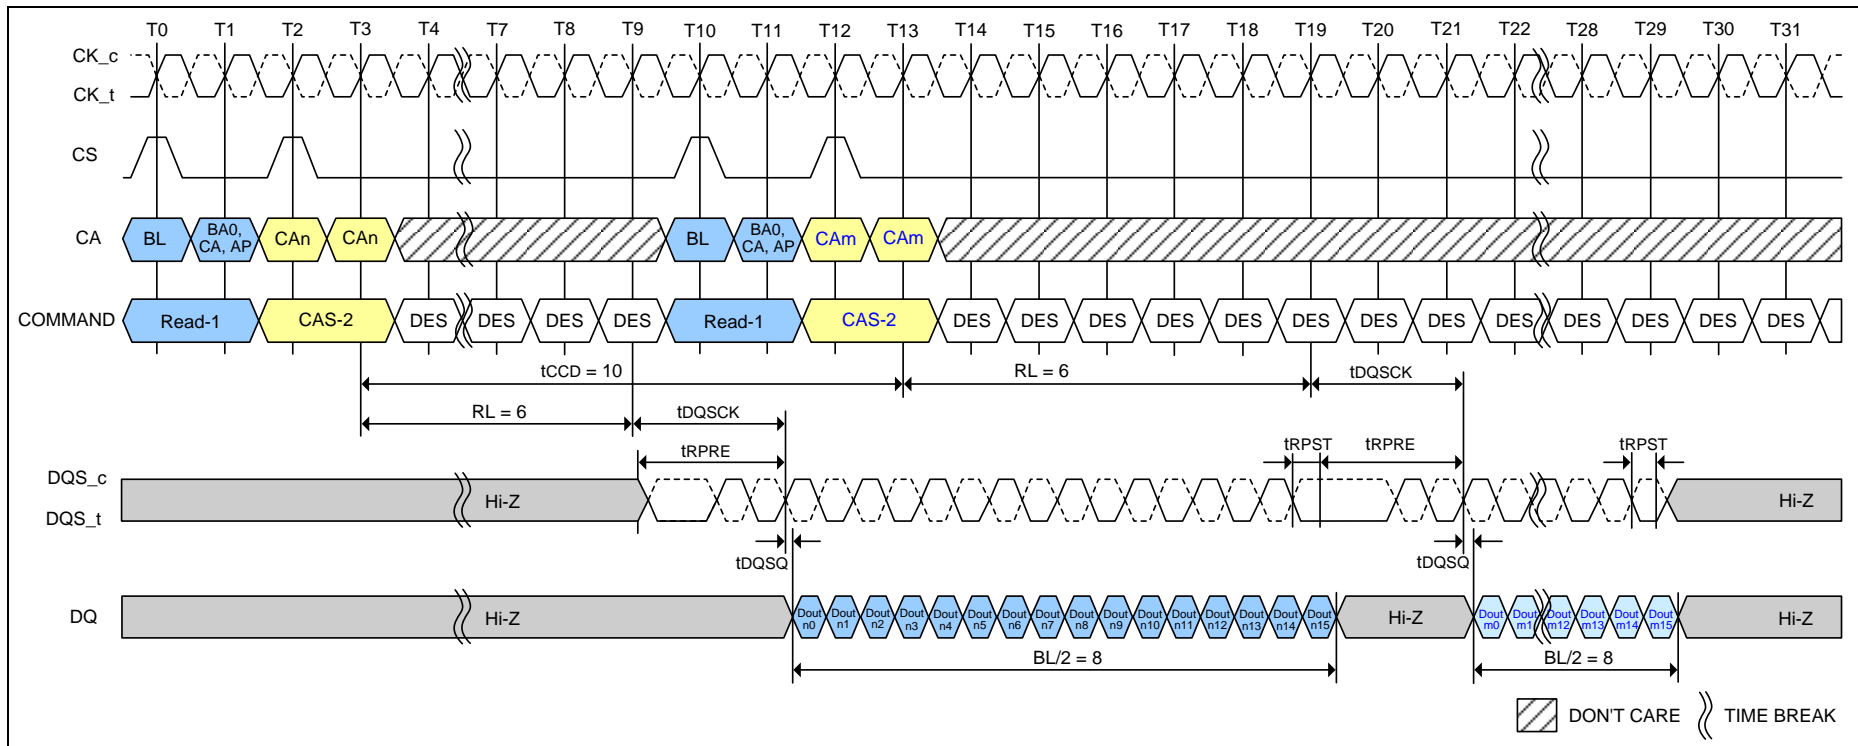 T0 T1 T2 T3 T4 T7 T8 T9 T10 T11 T12 T13 T14 T15 T16 T17 T18 T19 T20 T21 T22 T28 T29 T30 T31
CK_c
CK_t
CS
CA BL BA0, CA, AP CAn CAn BL BA0, CA, AP CAm CAm
COMMAND Read-1 CAS-2 DES DES DES DES Read-1 CAS-2 DES DES DES DES DES DES DES DES DES DES DES DES DES
tCCD = 10 RL = 6 tDQSCK
RL = 6 tDQSCK
tRPRE tRPST tRPRE tRPST
DQS_c
Hi-Z Hi-Z
DQS_t
tDQSQ tDQSQ
DQ Hi-Z Dout n0 Dout n1 Dout n2 Dout n3 Dout n4 Dout n5 Dout n6 Dout n7 Dout n8 Dout n9 Dout n10 Dout n11 Dout n12 Dout n13 Dout n14 Dout n15 Hi-Z Dout m0 Dout m1 Dout m12 Dout m13 Dout m14 Dout m15 Hi-Z
BL/2 = 8 BL/2 = 8
DON'T CARE TIME BREAK